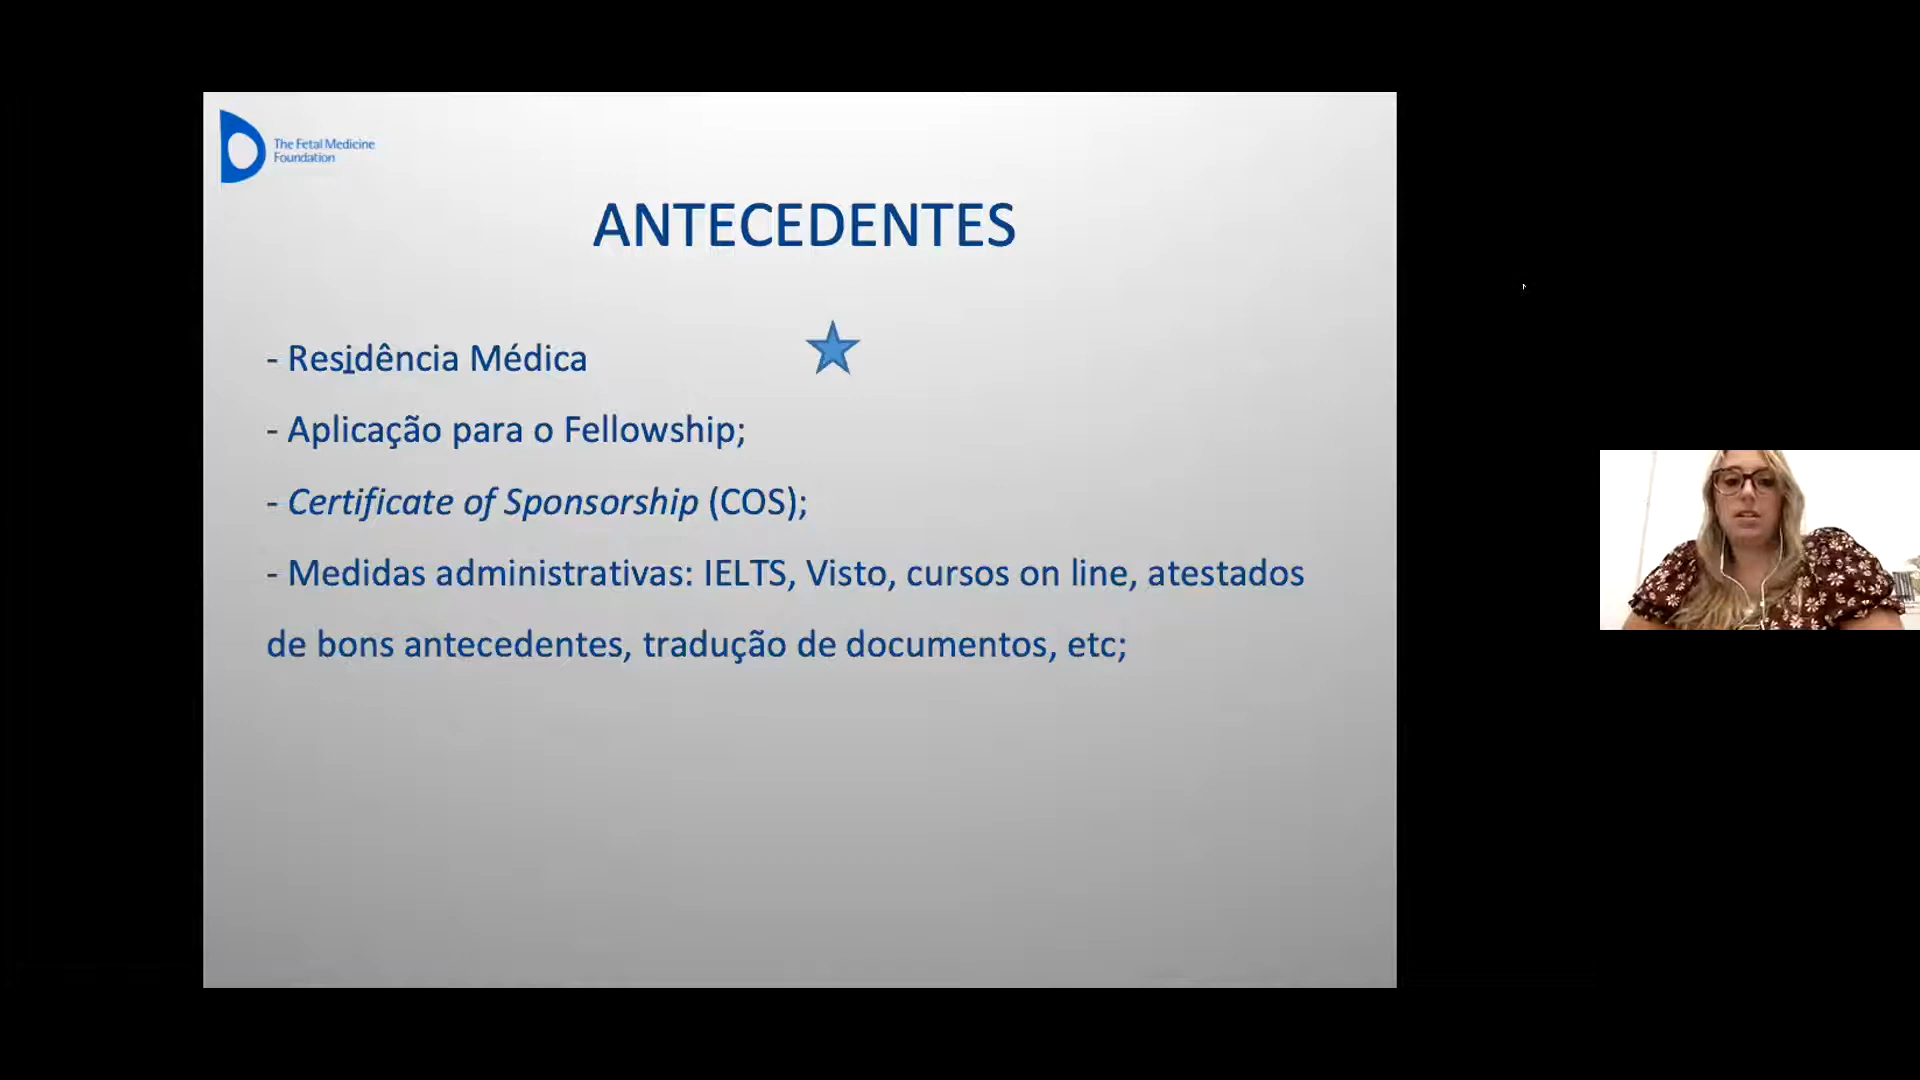 The Fetal Medicine
Foundation
ANTECEDENTES
- Residência Médica
- Aplicação para o Fellowship;
- Certificate of Sponsorship (COS);
- Medidas administrativas: IELTS, Visto, cursos on line, atestados
de bons antecedentes, tradução de documentos, etc;